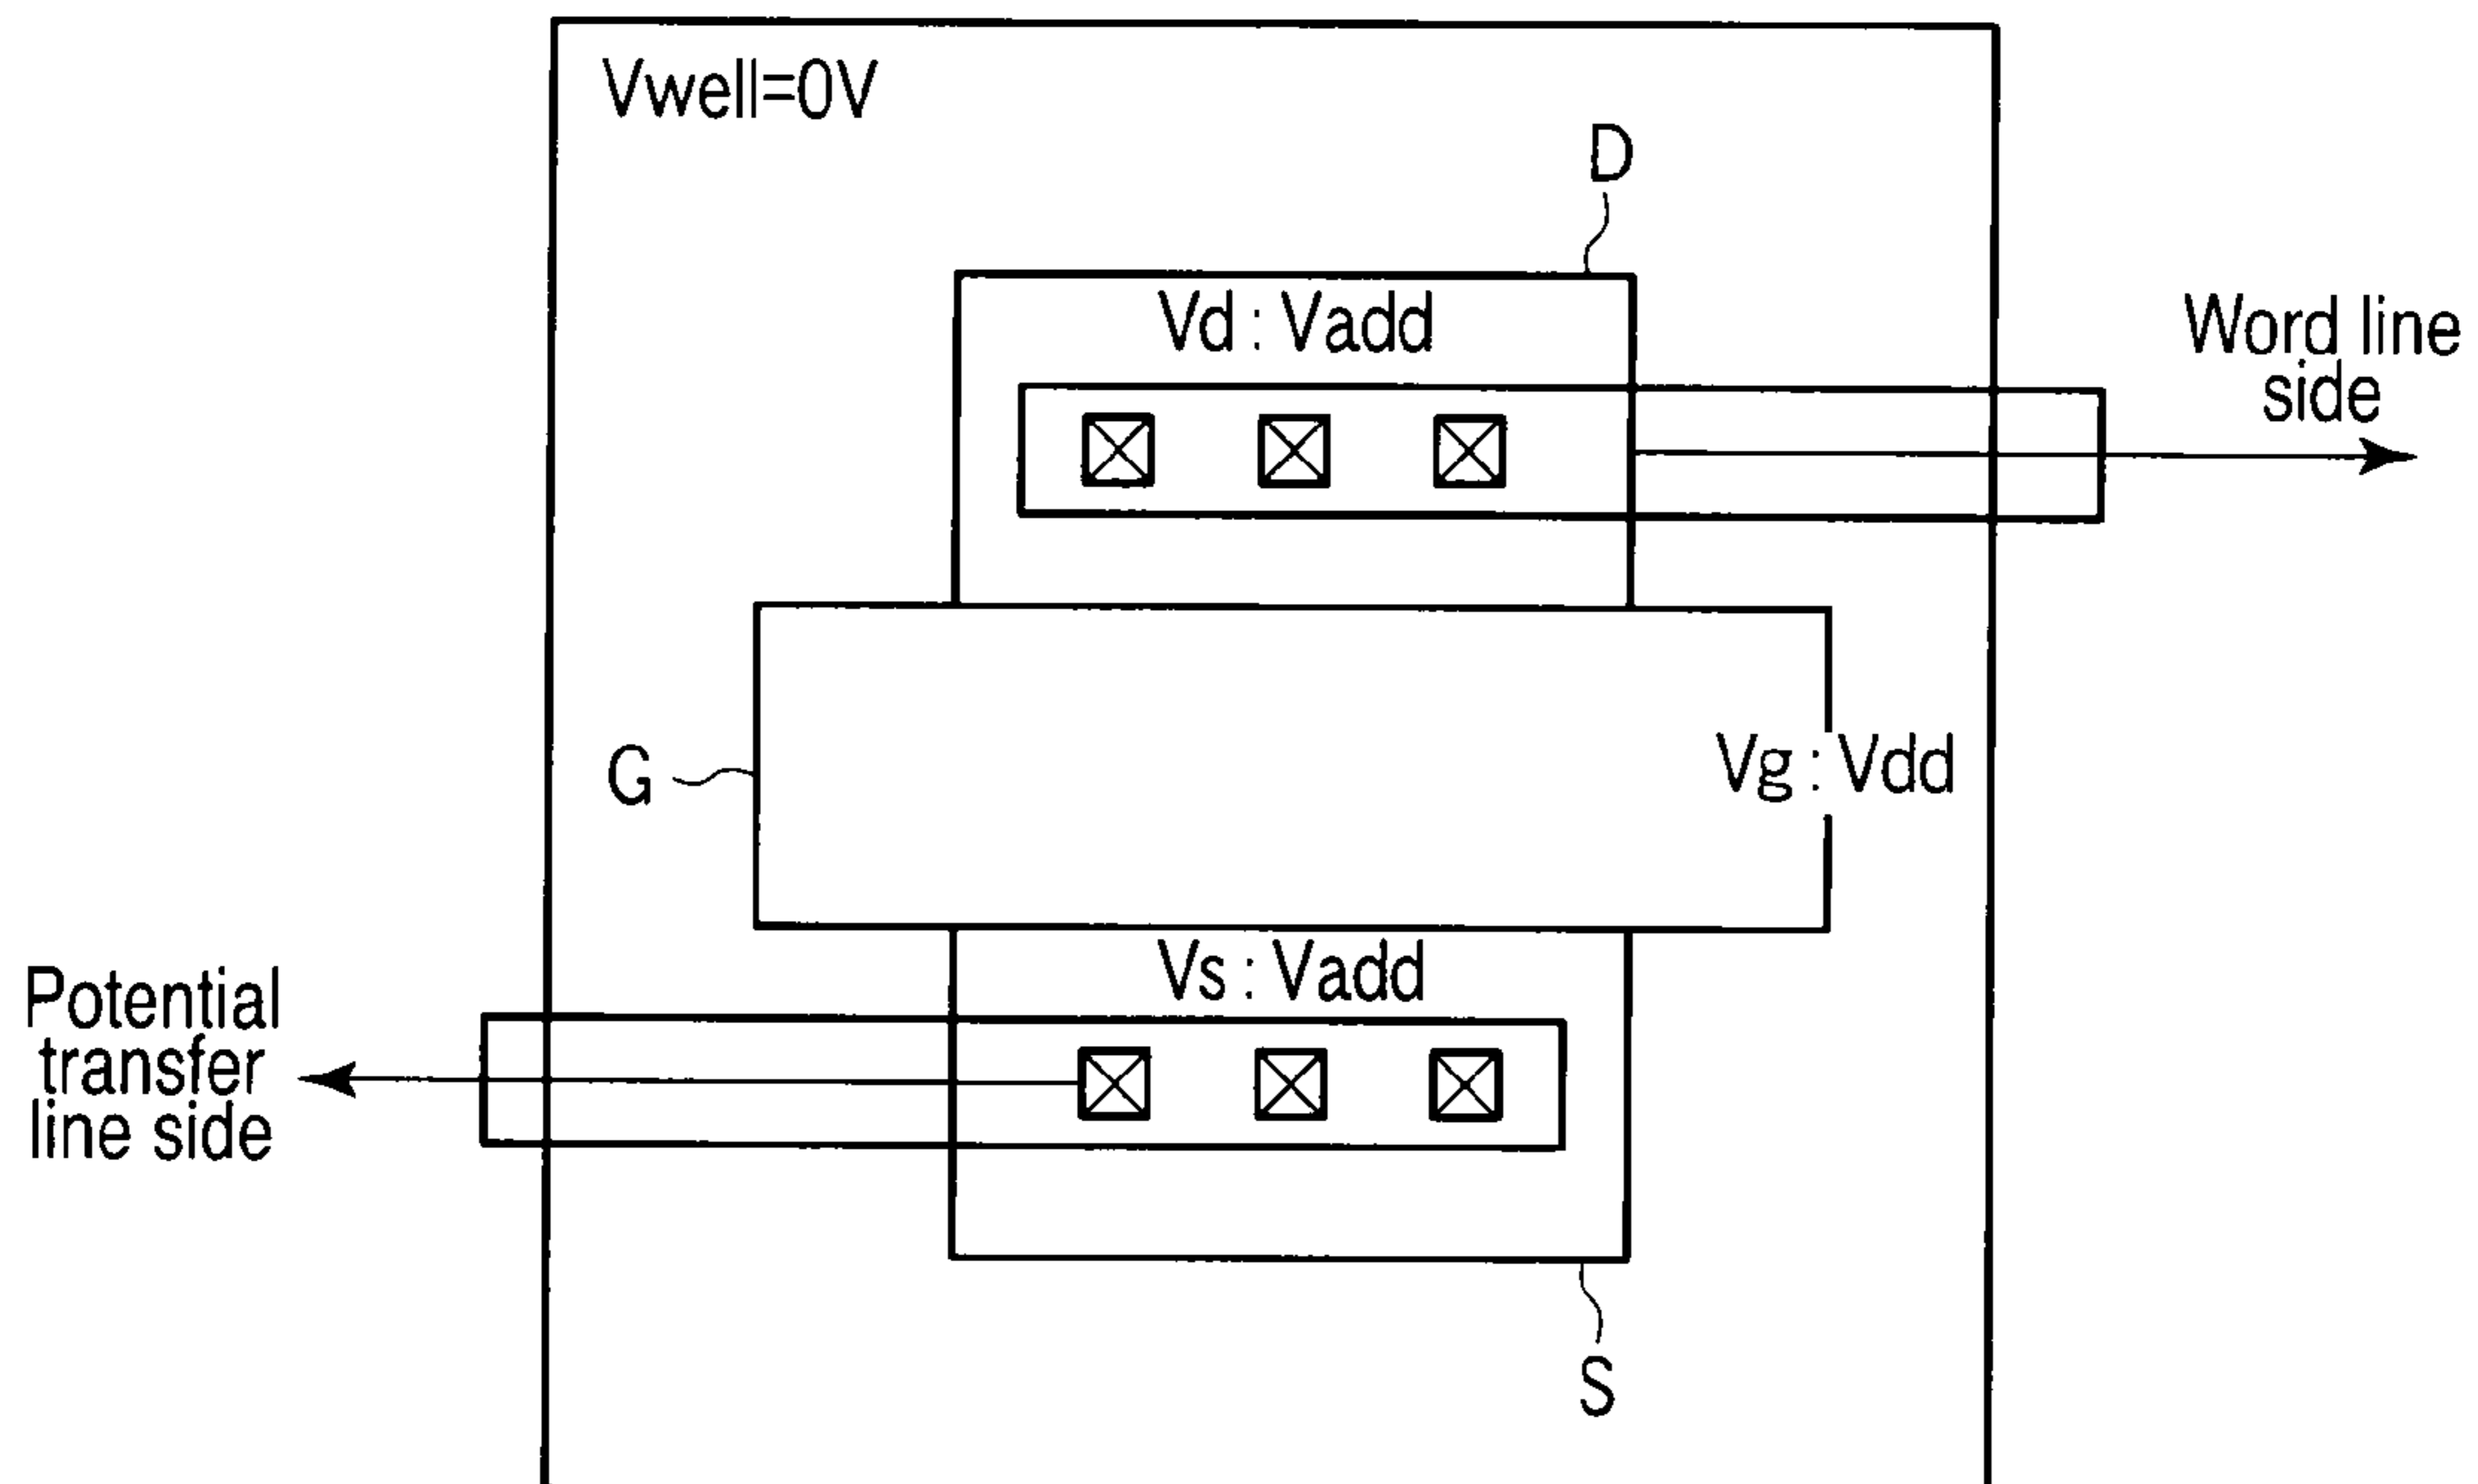 Vwell=0V
D
Vd : Vadd
Word line
side
G
Vg : Vdd
Vs : Vadd
Potential
transfer
line side
S